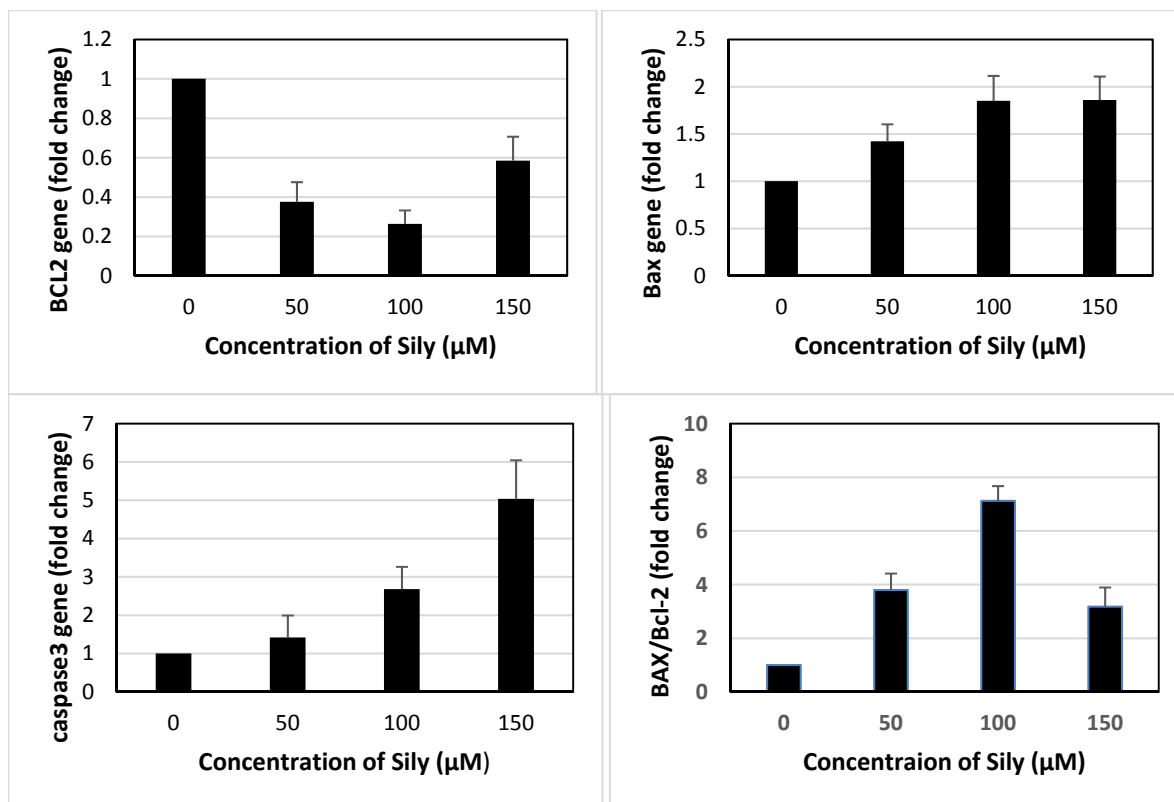 BCL2 gene (fold change)
1.2
1
0.8
0.6
0.4
0.2
0
0 50 100 150
Concentration of Sily (µM)
Bax gene (fold change)
2.5
2
1.5
1
0.5
0
0 50 100 150
Concentration of Sily (µM)
caspase3 gene (fold change)
7
6
5
4
3
2
1
0
0 50 100 150
Concentration of Sily (µM)
BAX/Bcl-2 (fold change)
10
8
6
4
2
0
0 50 100 150
Concentraion of Sily (µM)